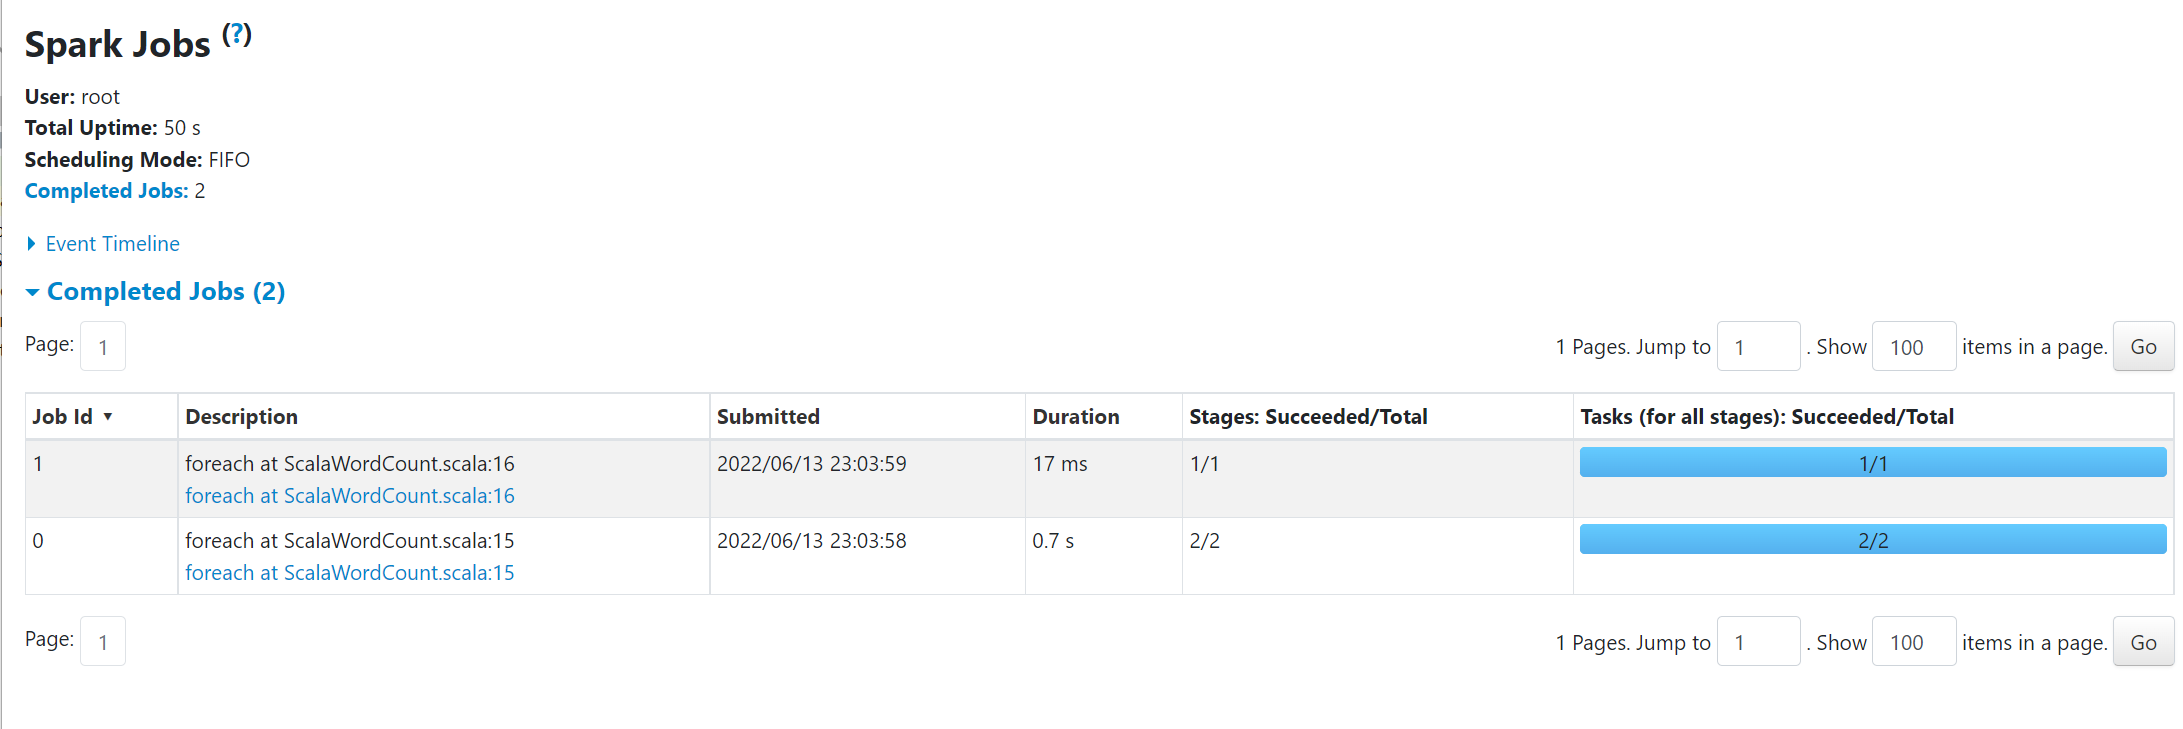 Spark Jobs (?)
User: root
Total Uptime: 50 s
Scheduling Mode: FIFO
Completed Jobs: 2
Event Timeline
Completed Jobs (2)
Page: 1 1 Pages. Jump to 1 . Show 100 items in a page. Go
Job Id ▾ Description Submitted Duration Stages: Succeeded/Total Tasks (for all stages): Succeeded/Total
1 foreach at ScalaWordCount.scala:16 2022/06/13 23:03:59 17 ms 1/1 1/1
foreach at ScalaWordCount.scala:16
0 foreach at ScalaWordCount.scala:15 2022/06/13 23:03:58 0.7 s 2/2 2/2
foreach at ScalaWordCount.scala:15
Page: 1 1 Pages. Jump to 1 . Show 100 items in a page. Go